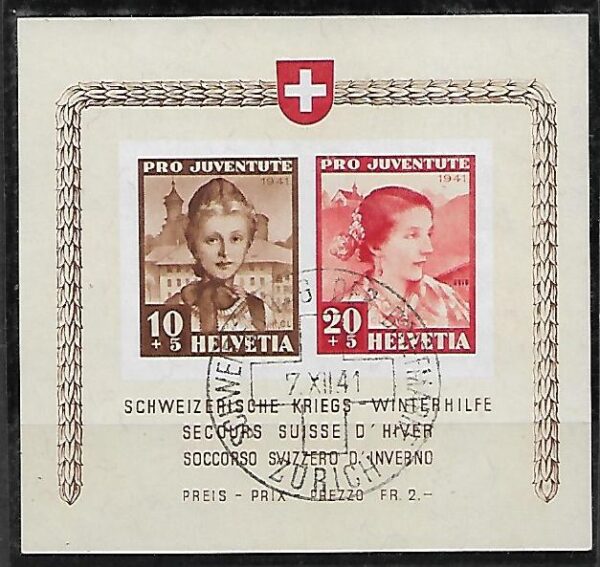 PRO JUVENTUTE
1941
10
+ 5
HELVETIA
PRO JUVENTUTE
1941
20
+ 5
HELVETIA
7.XII.41
SCHWEIZERISCHE KRIEGS - WINTERHILFE
SECOURS SUISSE D'HIVER
SOCCORSO SVIZZERO D'INVERNO
ZÜRICH
PREIS - PRIX - PREZZO FR. 2.-